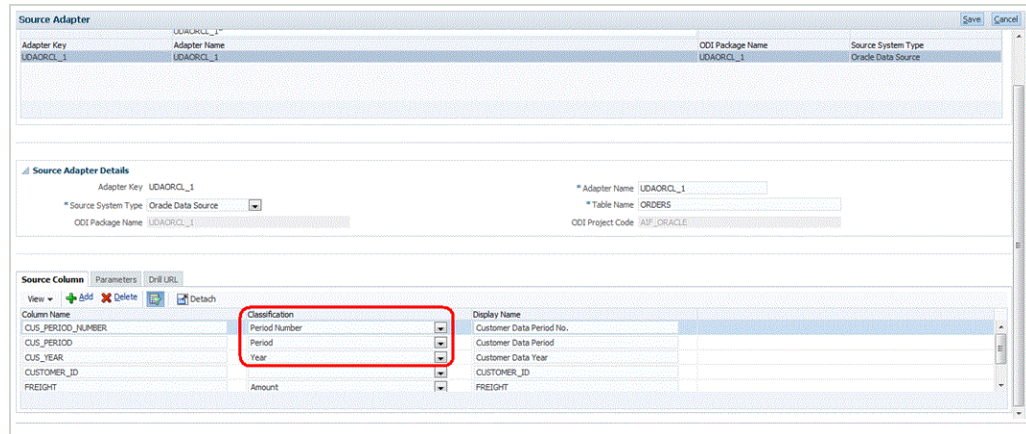 Source Adapter Save Cancel
UDAORCL_1*
Adapter Key Adapter Name ODI Package Name Source System Type
UDAORCL_1 UDAORCL_1 UDAORCL_1 Oracle Data Source
Source Adapter Details
Adapter Key UDAORCL_1 * Adapter Name UDAORCL_1
* Source System Type Oracle Data Source * Table Name ORDERS
ODI Package Name UDAORCL_1 ODI Project Code AIF_ORACLE
Source Column Parameters Drill URL
View Add Delete Detach
Column Name Classification Display Name
CUS_PERIOD_NUMBER Period Number Customer Data Period No.
CUS_PERIOD Period Customer Data Period
CUS_YEAR Year Customer Data Year
CUSTOMER_ID CUSTOMER_ID
FREIGHT Amount FREIGHT